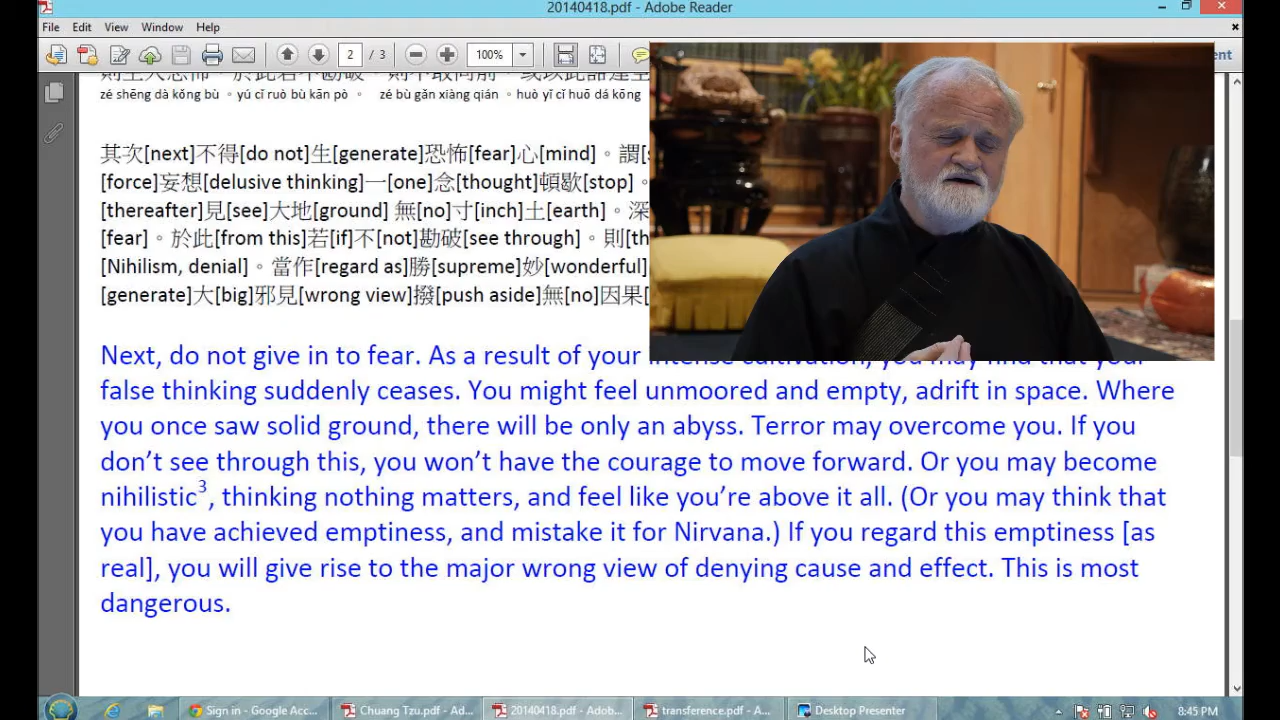 20140418.pdf - Adobe Reader
File Edit View Window Help
2 / 3 100%
zé shēng dà kǒng bù 。yú cǐ ruò bù kān pò 。 zé bù gǎn xiàng qián 。huò yǐ cǐ huō dá kōng
其次[next]不得[do not]生[generate]恐怖[fear]心[mind]。謂[
[force]妄想[delusive thinking]一[one]念[thought]頓歇[stop]。
[thereafter]見[see]大地[ground] 無[no]寸[inch]土[earth]。深
[fear]。於此[from this]若[if]不[not]勘破[see through]。則[th
[Nihilism, denial]。當作[regard as]勝[supreme]妙[wonderful]
[generate]大[big]邪見[wrong view]撥[push aside]無[no]因果[
Next, do not give in to fear. As a result of your intense cultivation, you may find that your
false thinking suddenly ceases. You might feel unmoored and empty, adrift in space. Where
you once saw solid ground, there will be only an abyss. Terror may overcome you. If you
don't see through this, you won't have the courage to move forward. Or you may become
nihilistic3, thinking nothing matters, and feel like you're above it all. (Or you may think that
you have achieved emptiness, and mistake it for Nirvana.) If you regard this emptiness [as
real], you will give rise to the major wrong view of denying cause and effect. This is most
dangerous.
Sign in - Google Acc... Chuang Tzu.pdf - Ad... 20140418.pdf - Adob... transference.pdf - A... Desktop Presenter 8:45 PM